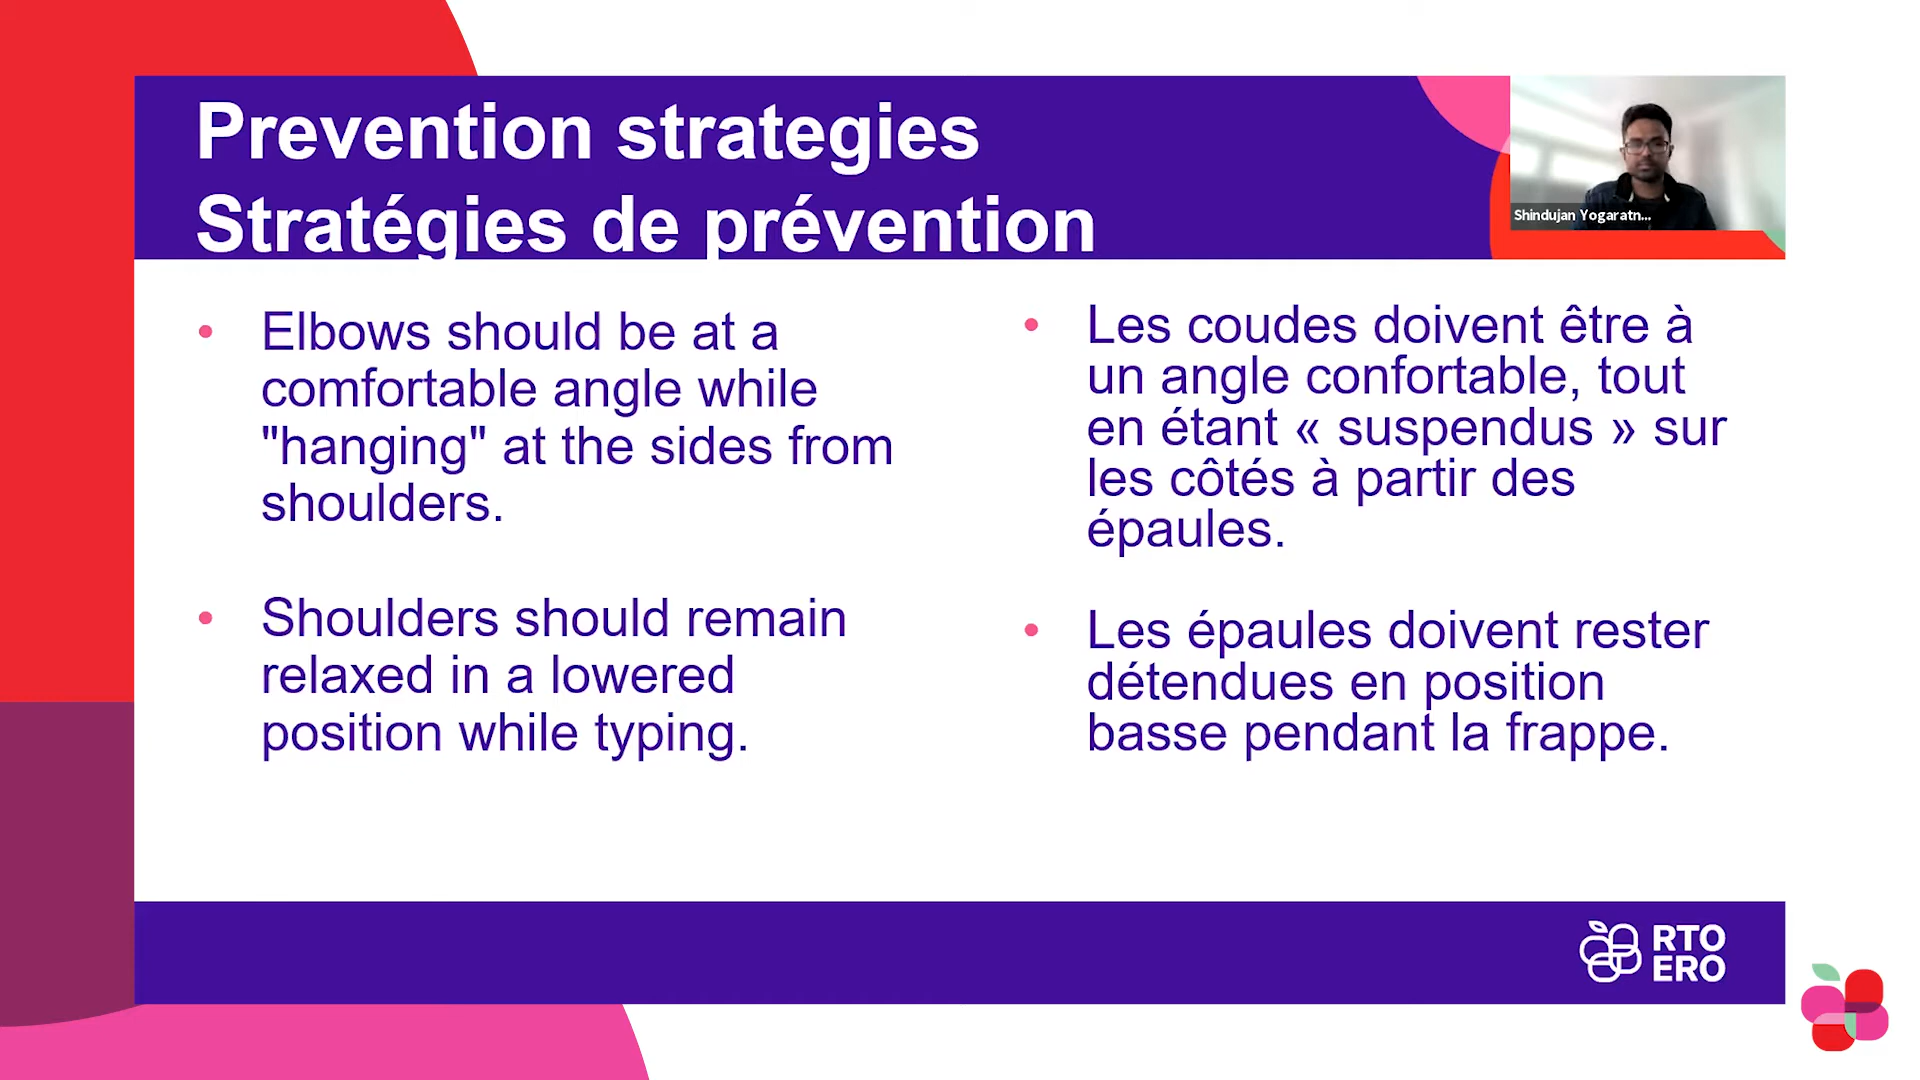 Prevention strategies
Stratégies de prévention
Shindujan Yogaratn...
• Elbows should be at a
comfortable angle while
"hanging" at the sides from
shoulders.
• Shoulders should remain
relaxed in a lowered
position while typing.
• Les coudes doivent être à
un angle confortable, tout
en étant « suspendus » sur
les côtés à partir des
épaules.
• Les épaules doivent rester
détendues en position
basse pendant la frappe.
RTO
ERO